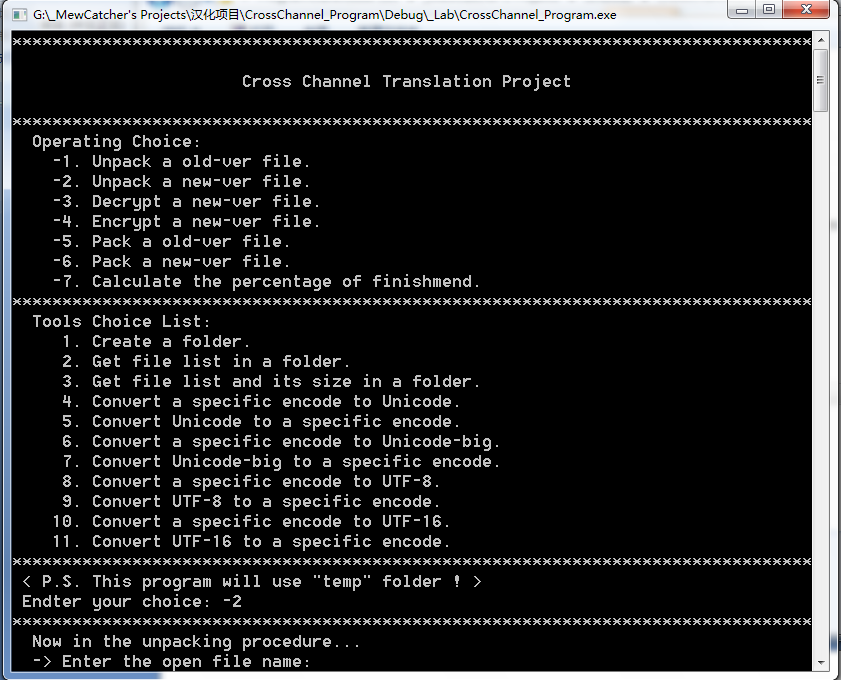 G:\_MewCatcher's Projects\汉化项目\CrossChannel_Program\Debug\_Lab\CrossChannel_Program.exe
********************************************************************************
Cross Channel Translation Project
********************************************************************************
Operating Choice:
-1. Unpack a old-ver file.
-2. Unpack a new-ver file.
-3. Decrypt a new-ver file.
-4. Encrypt a new-ver file.
-5. Pack a old-ver file.
-6. Pack a new-ver file.
-7. Calculate the percentage of finishmend.
********************************************************************************
Tools Choice List:
1. Create a folder.
2. Get file list in a folder.
3. Get file list and its size in a folder.
4. Convert a specific encode to Unicode.
5. Convert Unicode to a specific encode.
6. Convert a specific encode to Unicode-big.
7. Convert Unicode-big to a specific encode.
8. Convert a specific encode to UTF-8.
9. Convert UTF-8 to a specific encode.
10. Convert a specific encode to UTF-16.
11. Convert UTF-16 to a specific encode.
********************************************************************************
< P.S. This program will use "temp" folder ! >
Endter your choice: -2
********************************************************************************
Now in the unpacking procedure...
-> Enter the open file name: